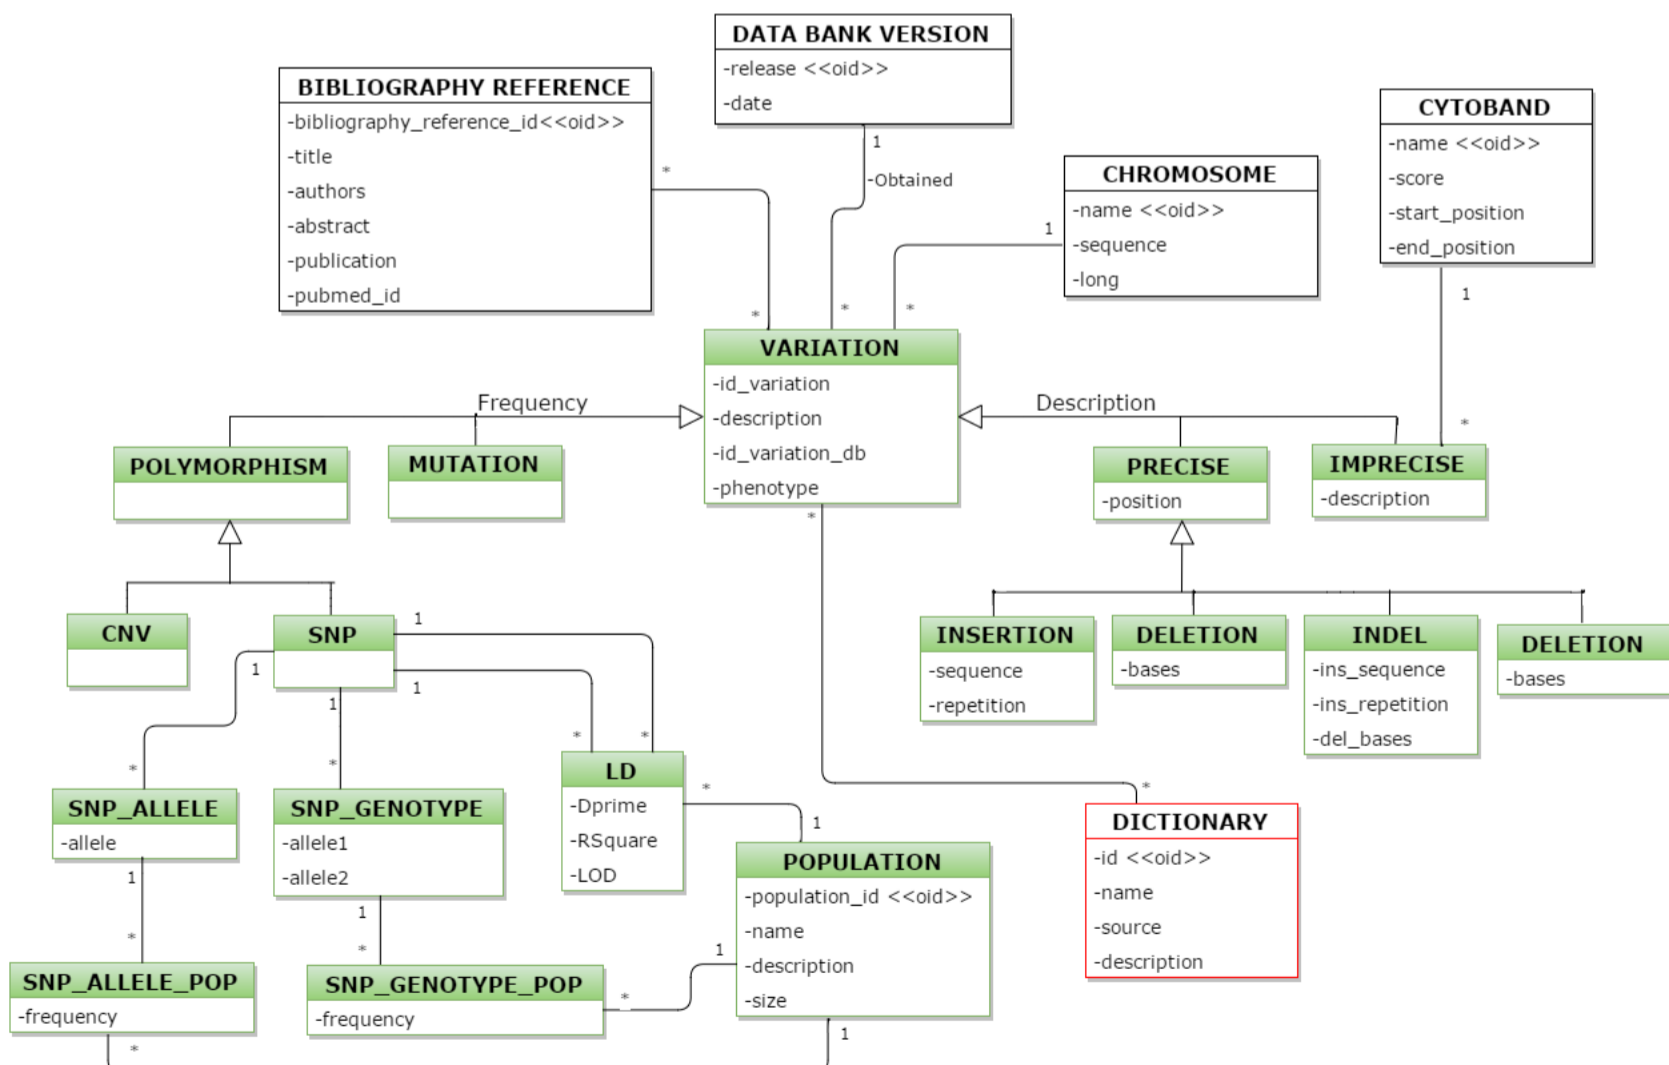 DATA BANK VERSION
-release <<oid>>
-date
1
-Obtained
*
BIBLIOGRAPHY REFERENCE
-bibliography_reference_id<<oid>>
-title
-authors
-abstract
-publication
-pubmed_id
*
*
CHROMOSOME
-name <<oid>>
-sequence
-long
1
*
CYTOBAND
-name <<oid>>
-score
-start_position
-end_position
1
*
VARIATION
-id_variation
-description
-id_variation_db
-phenotype
*
Frequency
Description
POLYMORPHISM
MUTATION
PRECISE
-position
IMPRECISE
-description
CNV
SNP
1
1
1
1
*
*
*
*
INSERTION
-sequence
-repetition
DELETION
-bases
INDEL
-ins_sequence
-ins_repetition
-del_bases
DELETION
-bases
SNP_ALLELE
-allele
1
*
SNP_GENOTYPE
-allele1
-allele2
1
*
LD
-Dprime
-RSquare
-LOD
*
1
POPULATION
-population_id <<oid>>
-name
-description
-size
1
*
1
*
DICTIONARY
-id <<oid>>
-name
-source
-description
*
SNP_ALLELE_POP
-frequency
SNP_GENOTYPE_POP
-frequency